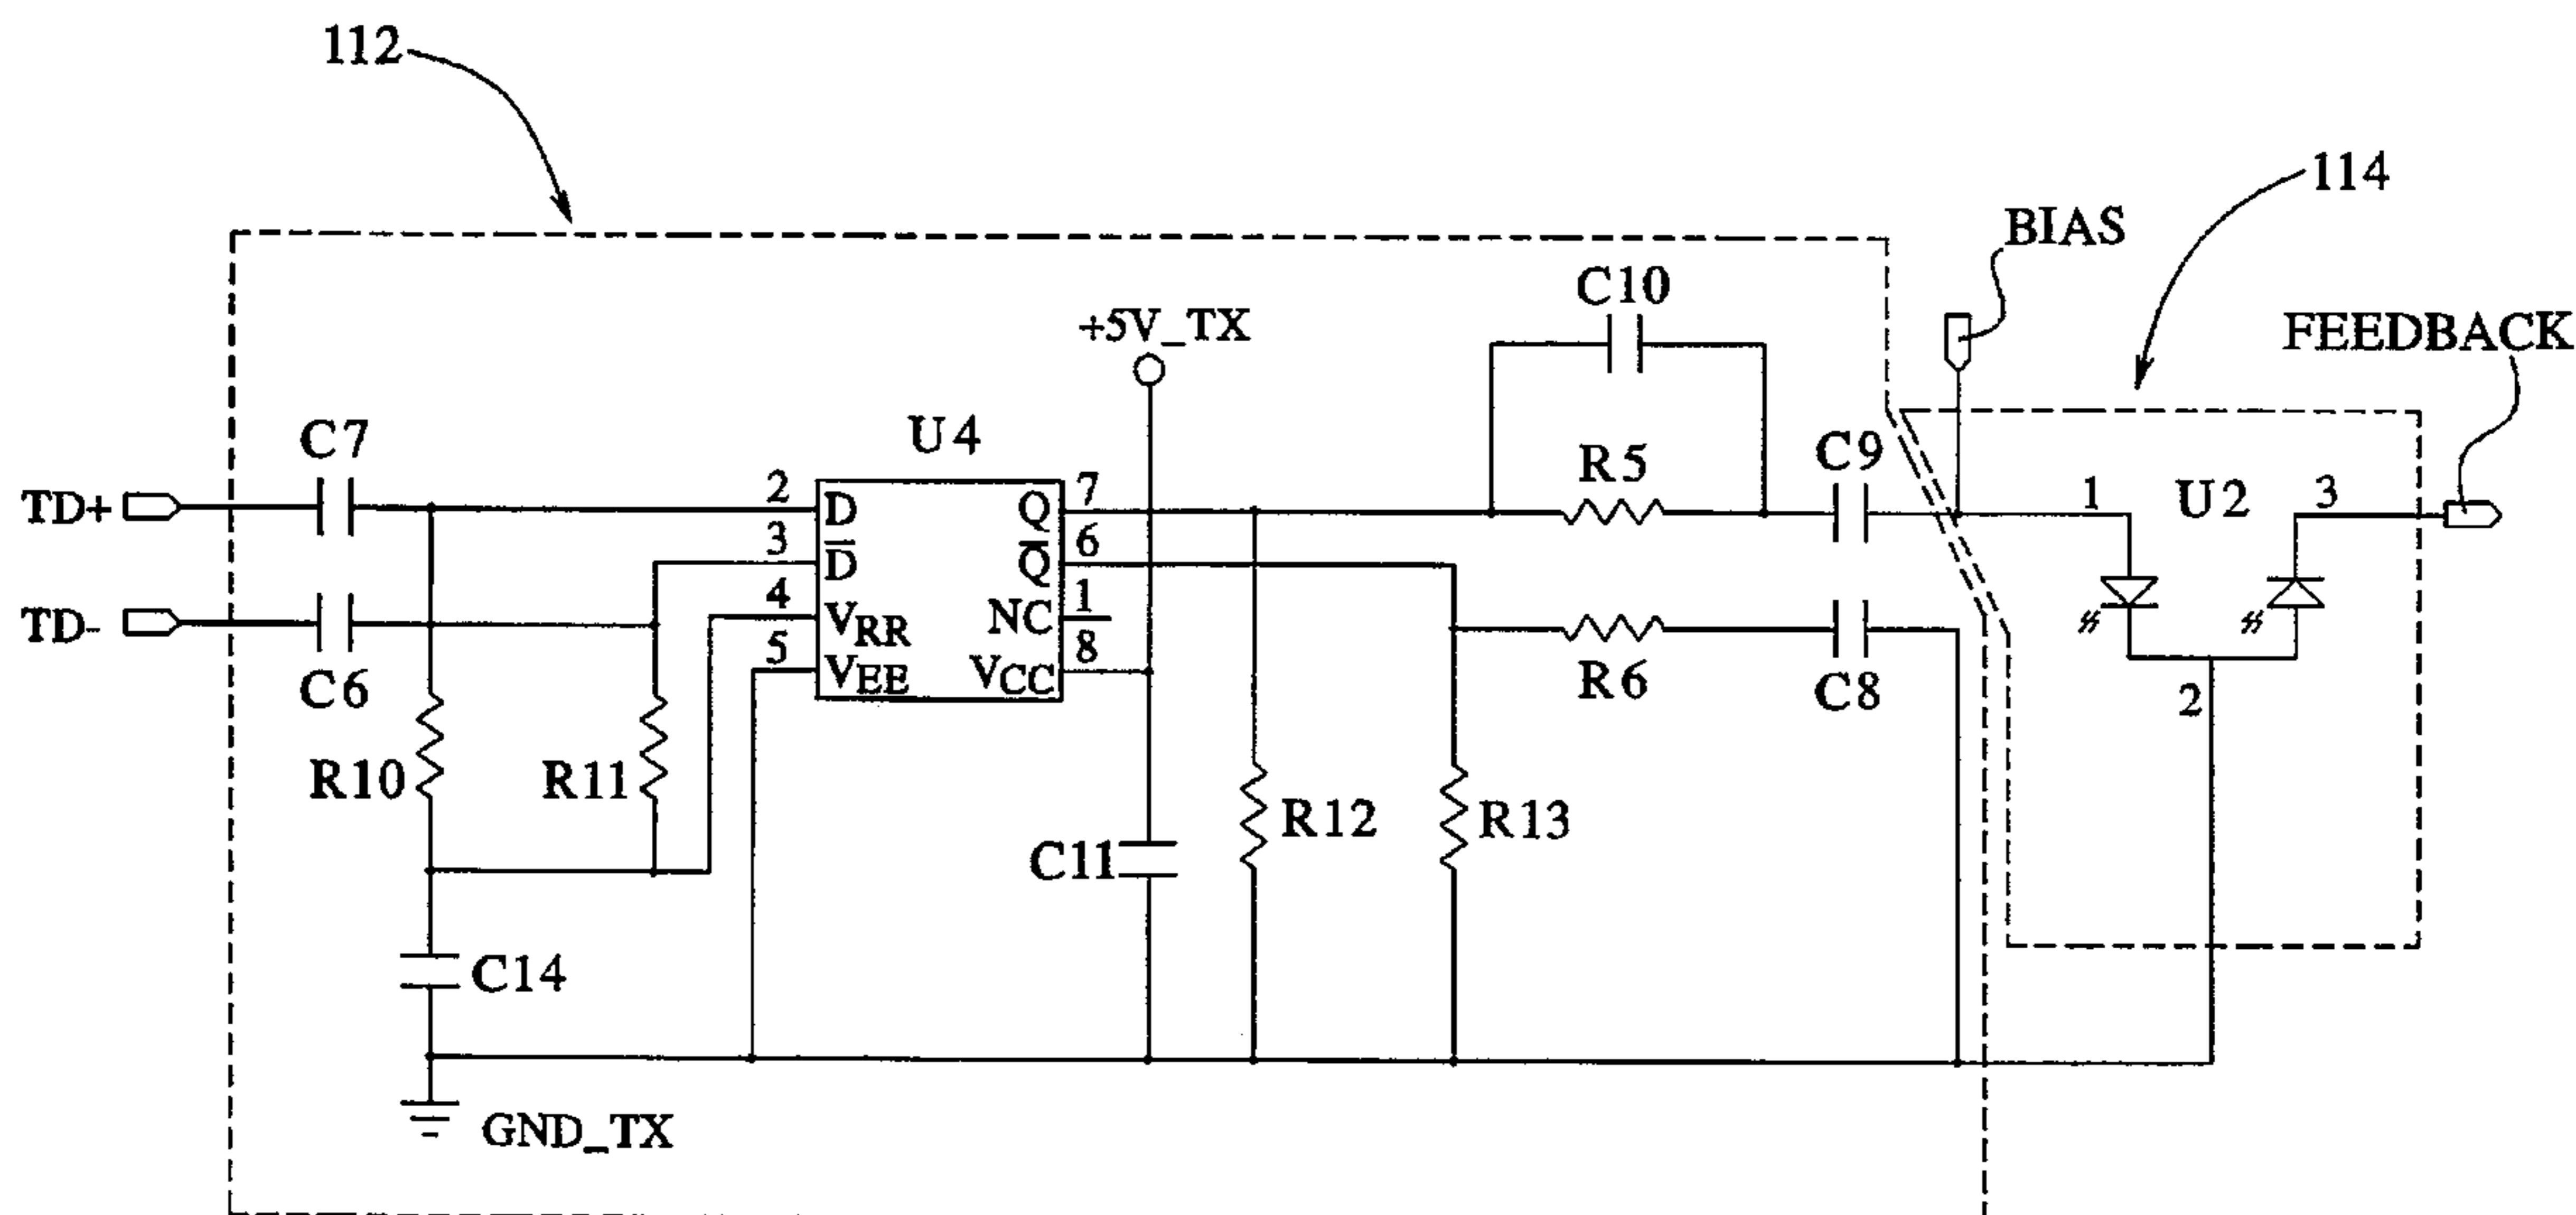 112
114
BIAS
C10
+5V_TX
FEEDBACK
C7
U4
R5
C9
TD+
2
D
Q
7
1
U2
3
3
D̅
Q̅
6
TD-
4
VRR
NC
1
C6
5
VEE
VCC
8
R6
C8
2
R10
R11
C11
R12
R13
C14
GND_TX